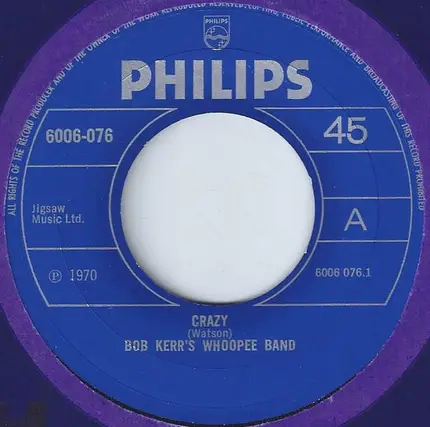 ALL RIGHTS OF THE RECORD PRODUCER AND OF THE OWNER OF THE WORK REPRODUCED RESERVED. COPYING, PUBLIC PERFORMANCE AND BROADCASTING OF THIS RECORD PROHIBITED
PHILIPS
PHILIPS
6006-076
45
Jigsaw
Music Ltd.
A
Ⓟ 1970
6006 076.1
CRAZY
(Watson)
BOB KERR'S WHOOPEE BAND